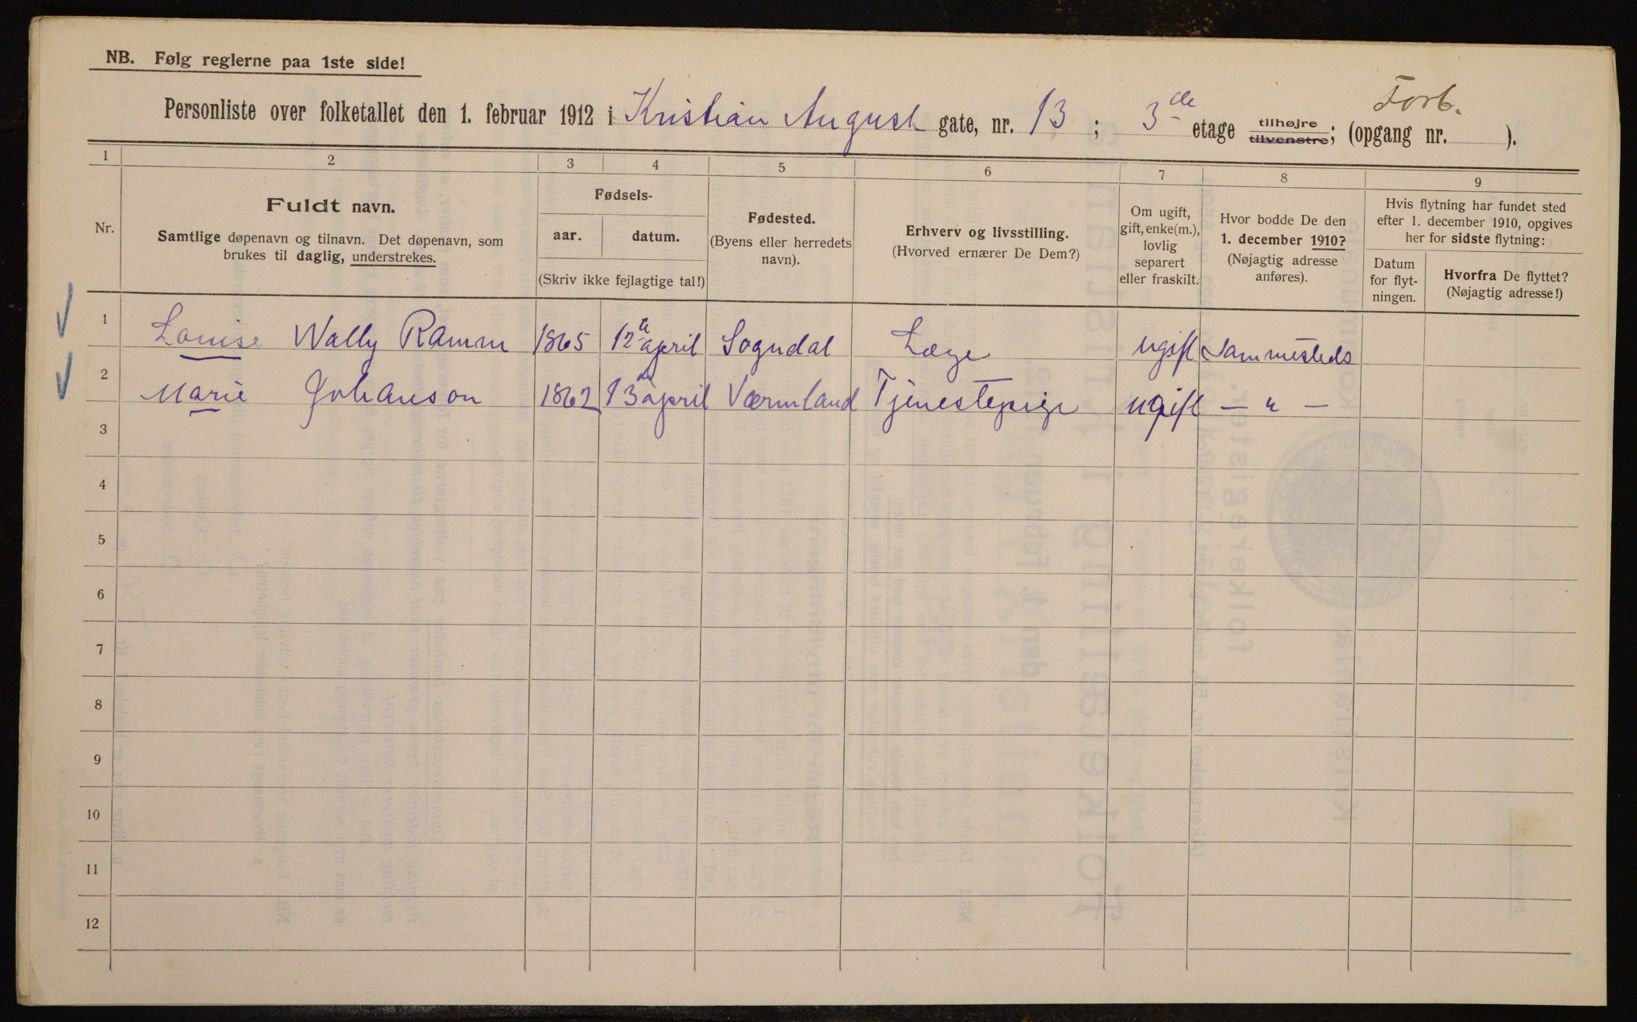 NB. Følg reglerne paa 1ste side!
Forb.
Personliste over folketallet den 1. februar 1912 i Kristian August gate, nr. 13 ; 3de etage tilhøjre tilvenstre; (opgang nr. ).
1 2 3 4 5 6 7 8 9
Nr.
Fuldt navn.
Samtlige døpenavn og tilnavn. Det døpenavn, som
brukes til daglig, understrekes.
Fødsels-
aar. datum.
(Skriv ikke fejlagtige tal!)
Fødested.
(Byens eller herredets
navn).
Erhverv og livsstilling.
(Hvorved ernærer De Dem?)
Om ugift,
gift, enke(m.),
lovlig
separert
eller fraskilt.
Hvor bodde De den
1. december 1910?
(Nøjagtig adresse
anføres).
Hvis flytning har fundet sted
efter 1. december 1910, opgives
her for sidste flytning:
Datum
for flyt-
ningen.
Hvorfra De flyttet?
(Nøjagtig adresse!)
1 Louise Wally Ramm 1865 12te april Sogndal Læge ugift Sammesteds
2 Marie Johanson 1862 13de april Værmland Tjenestepige ugift — " —
3
4
5
6
7
8
9
10
11
12